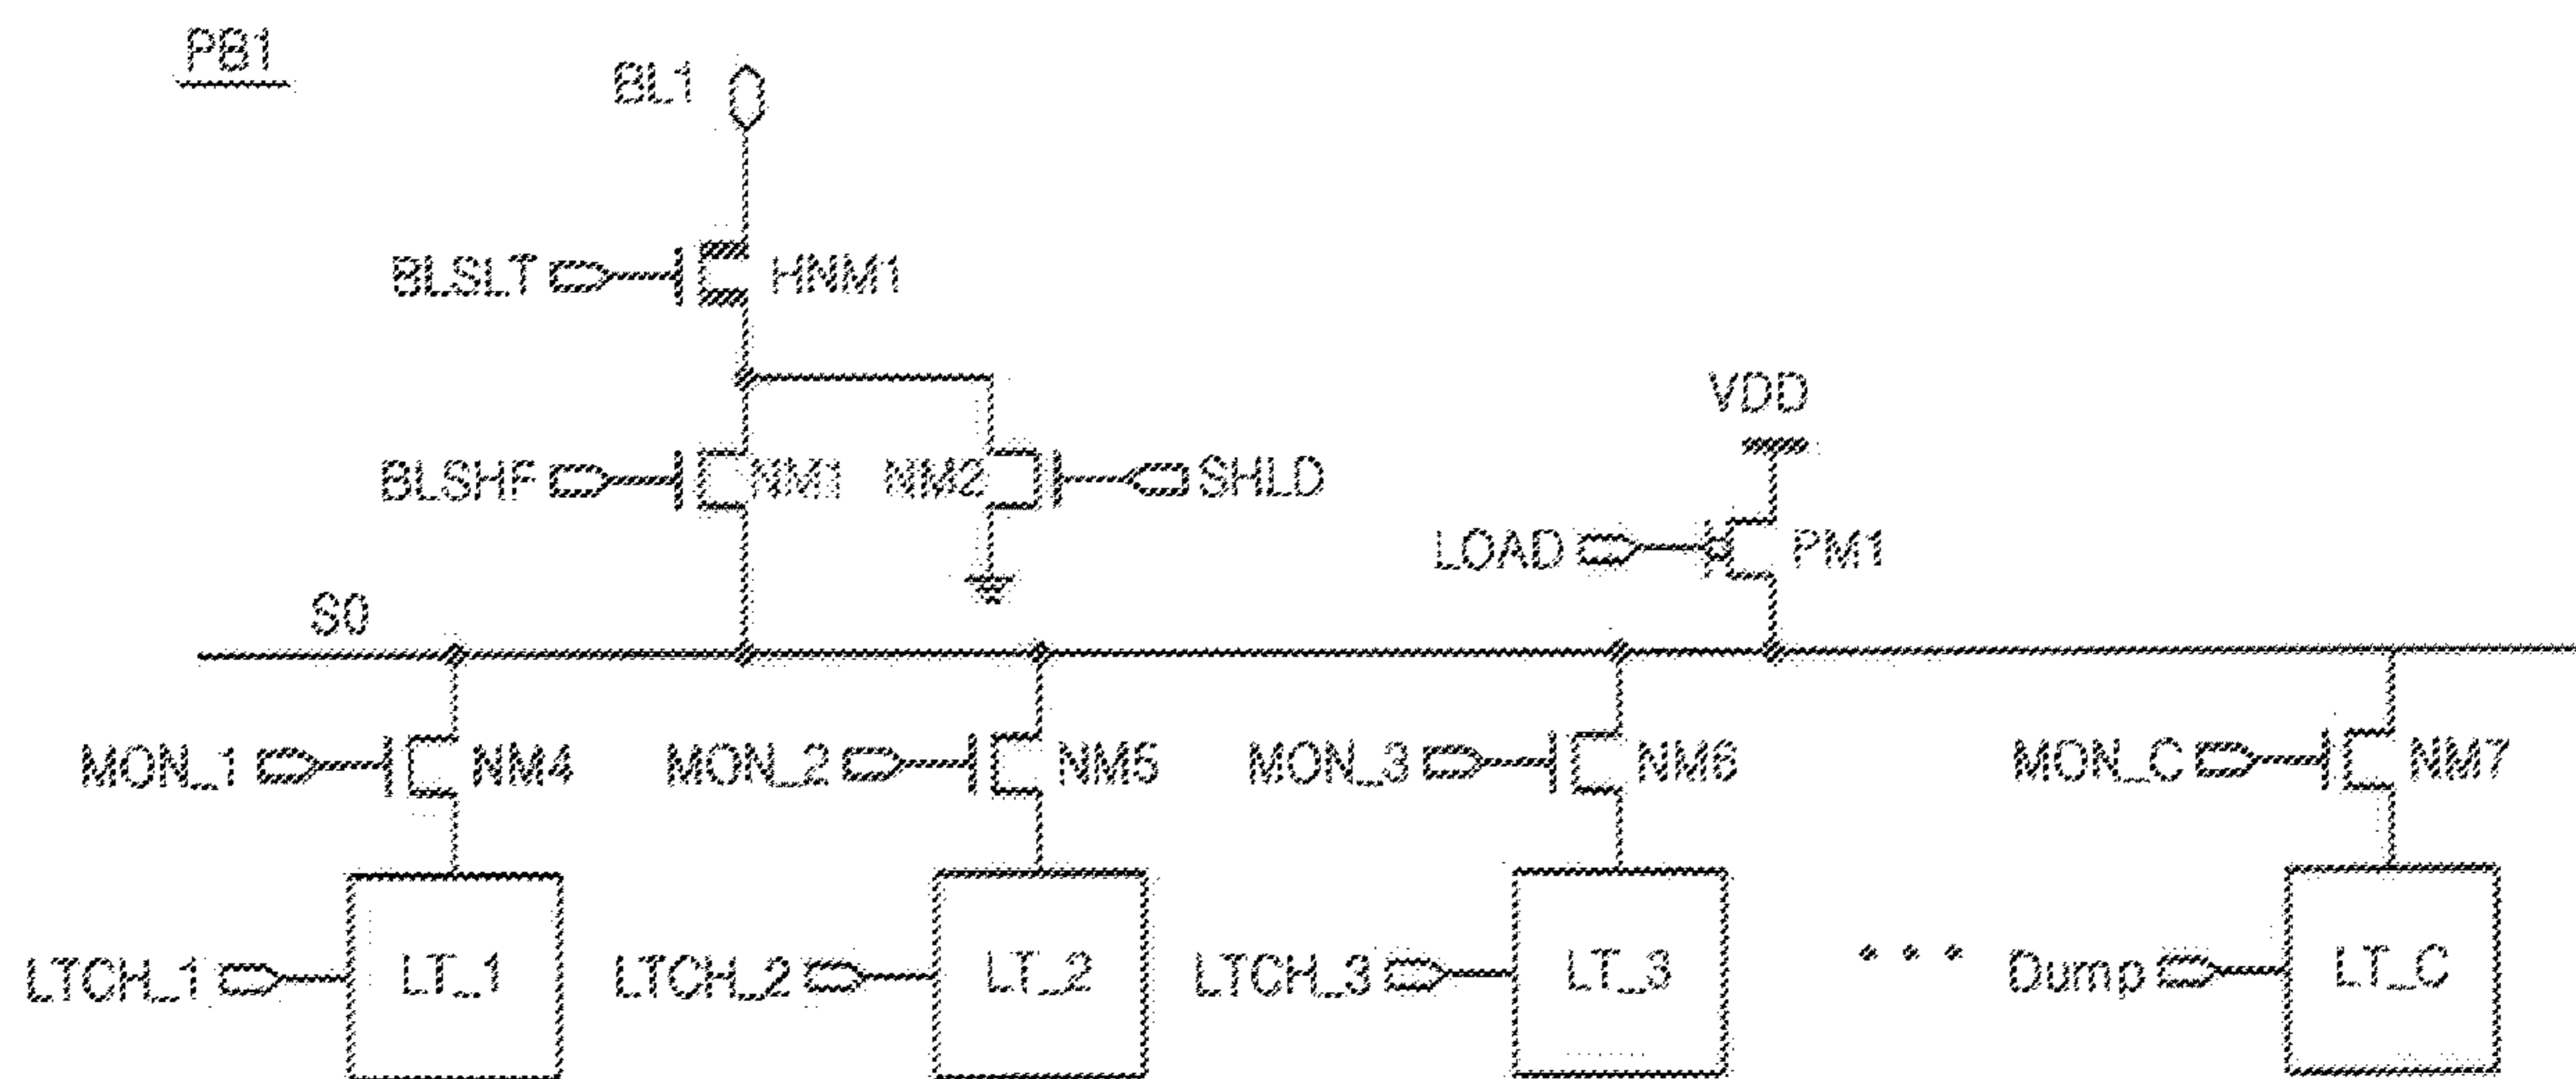 PB1
BL1
BLSLT HNM1
VDD
BLSHF NM1 NM2 SHLD
LOAD PM1
S0
MON_1 NM4 MON_2 NM5 MON_3 NM6 MON_C NM7
LTCH_1 LT_1 LTCH_2 LT_2 LTCH_3 LT_3 • • • Dump LT_C